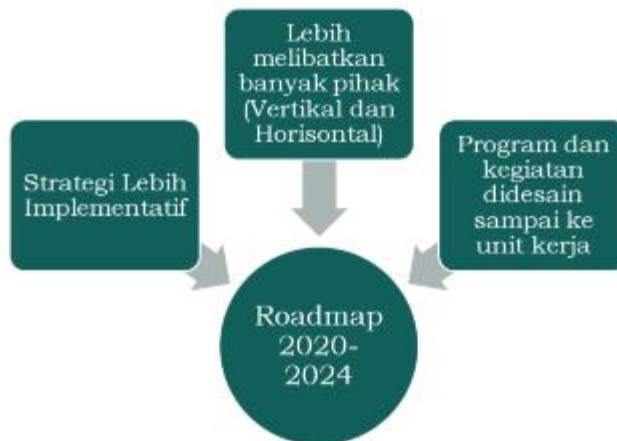 Lebih
melibatkan
banyak pihak
(Vertikal dan
Horisontal)
Strategi Lebih
Implementatif
Program dan
kegiatan
didesain
sampai ke
unit kerja
Roadmap
2020-
2024